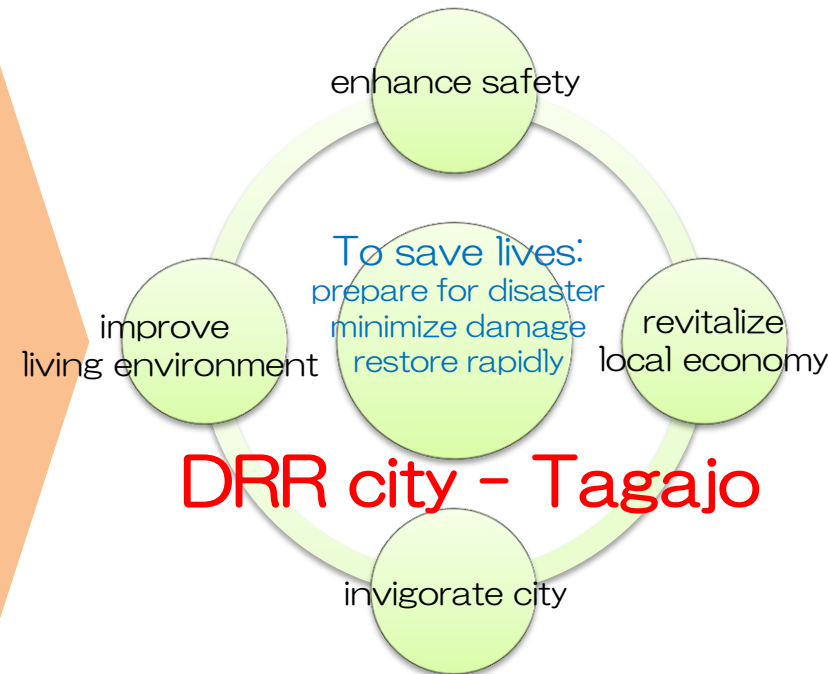 enhance safety
To save lives:
prepare for disaster
minimize damage
restore rapidly
improve
living environment
revitalize
local economy
DRR city - Tagajo
invigorate city